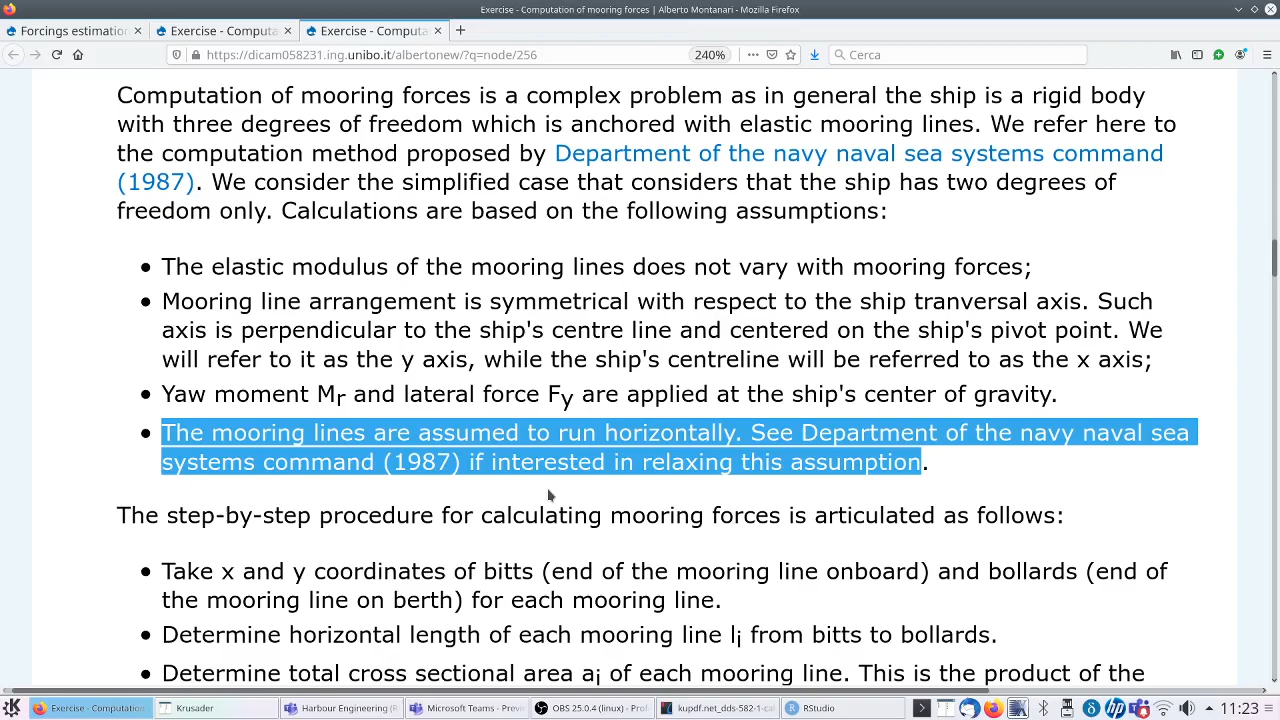 Exercise - Computation of mooring forces | Alberto Montanari - Mozilla Firefox
Forcings estimatio
Exercise - Computa
Exercise - Computa
https://dicam058231.ing.unibo.it/albertonew/?q=node/256
240%
Cerca
Computation of mooring forces is a complex problem as in general the ship is a rigid body
with three degrees of freedom which is anchored with elastic mooring lines. We refer here to
the computation method proposed by Department of the navy naval sea systems command
(1987). We consider the simplified case that considers that the ship has two degrees of
freedom only. Calculations are based on the following assumptions:
• The elastic modulus of the mooring lines does not vary with mooring forces;
• Mooring line arrangement is symmetrical with respect to the ship tranversal axis. Such
axis is perpendicular to the ship's centre line and centered on the ship's pivot point. We
will refer to it as the y axis, while the ship's centreline will be referred to as the x axis;
• Yaw moment Mr and lateral force Fy are applied at the ship's center of gravity.
• The mooring lines are assumed to run horizontally. See Department of the navy naval sea
systems command (1987) if interested in relaxing this assumption.
The step-by-step procedure for calculating mooring forces is articulated as follows:
• Take x and y coordinates of bitts (end of the mooring line onboard) and bollards (end of
the mooring line on berth) for each mooring line.
• Determine horizontal length of each mooring line li from bitts to bollards.
• Determine total cross sectional area ai of each mooring line. This is the product of the
Exercise - Computation
Krusader
Harbour Engineering (R
Microsoft Teams - Previ
OBS 25.0.4 (linux) - Prof
kupdf.net_dds-582-1-cal
RStudio
11:23